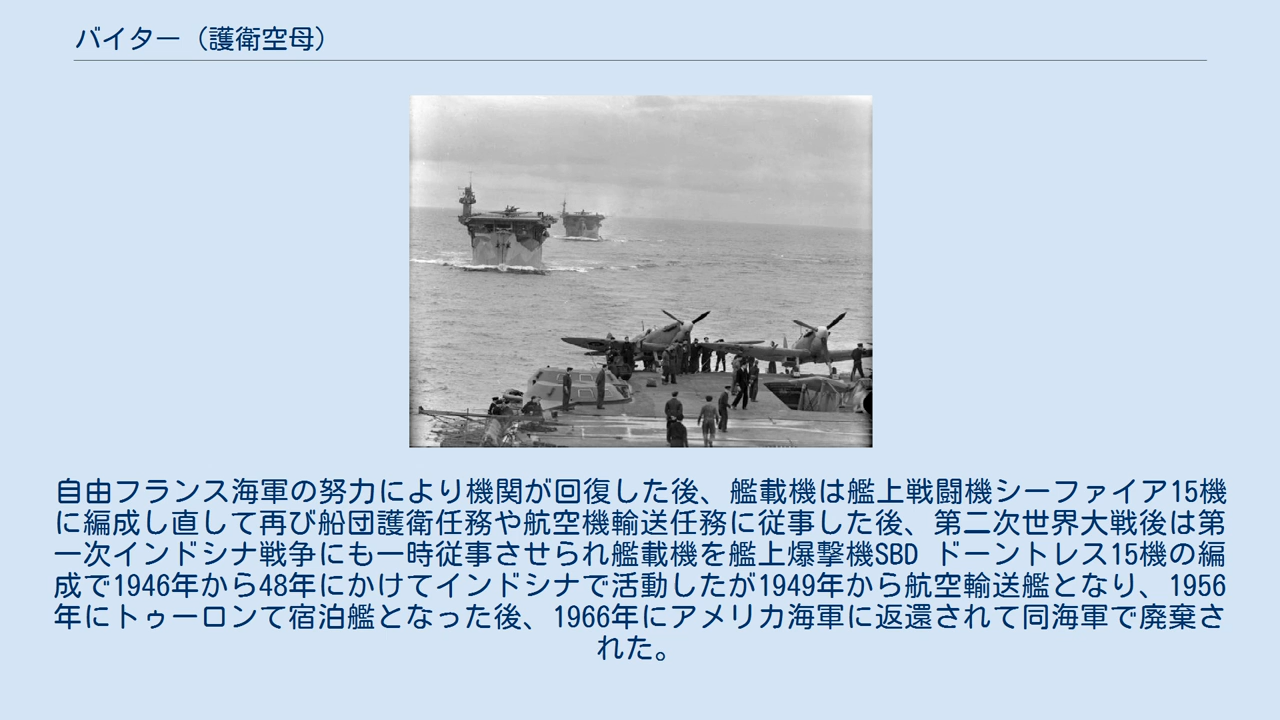 バイター（護衛空母）
自由フランス海軍の努力により機関が回復した後、艦載機は艦上戦闘機シーファイア15機
に編成し直して再び船団護衛任務や航空機輸送任務に従事した後、第二次世界大戦後は第
一次インドシナ戦争にも一時従事させられ艦載機を艦上爆撃機SBD ドーントレス15機の編
成で1946年から48年にかけてインドシナで活動したが1949年から航空輸送艦となり、1956
年にトゥーロンて宿泊艦となった後、1966年にアメリカ海軍に返還されて同海軍で廃棄さ
れた。